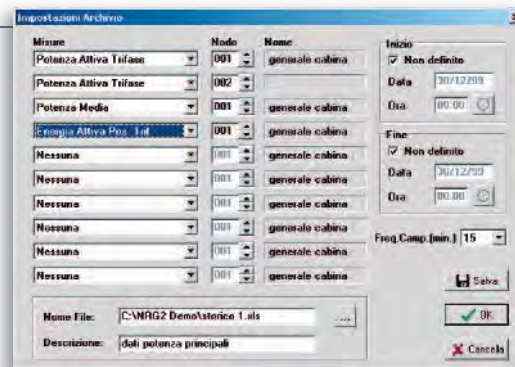 Impostazioni Archivio
Misure Nodo Nome
Potenza Attiva Trifase 001 generale cabina
Potenza Attiva Trifase 002
Potenza Media 001 generale cabina
Energia Attiva Pos. Trif. 001 generale cabina
Nessuna 001 generale cabina
Nessuna 001 generale cabina
Nessuna 001 generale cabina
Nessuna 001 generale cabina
Nessuna 001 generale cabina
Nessuna 001 generale cabina
Inizio
Non definito
Data 30/12/99
Ora 00.00
Fine
Non definito
Data 30/12/99
Ora 00.00
Freq.Camp.(min.) 15
Salva
OK
Cancela
Nome File: C:\NRG2 Demo\storico 1.xls ...
Descrizione: dati potenza principali